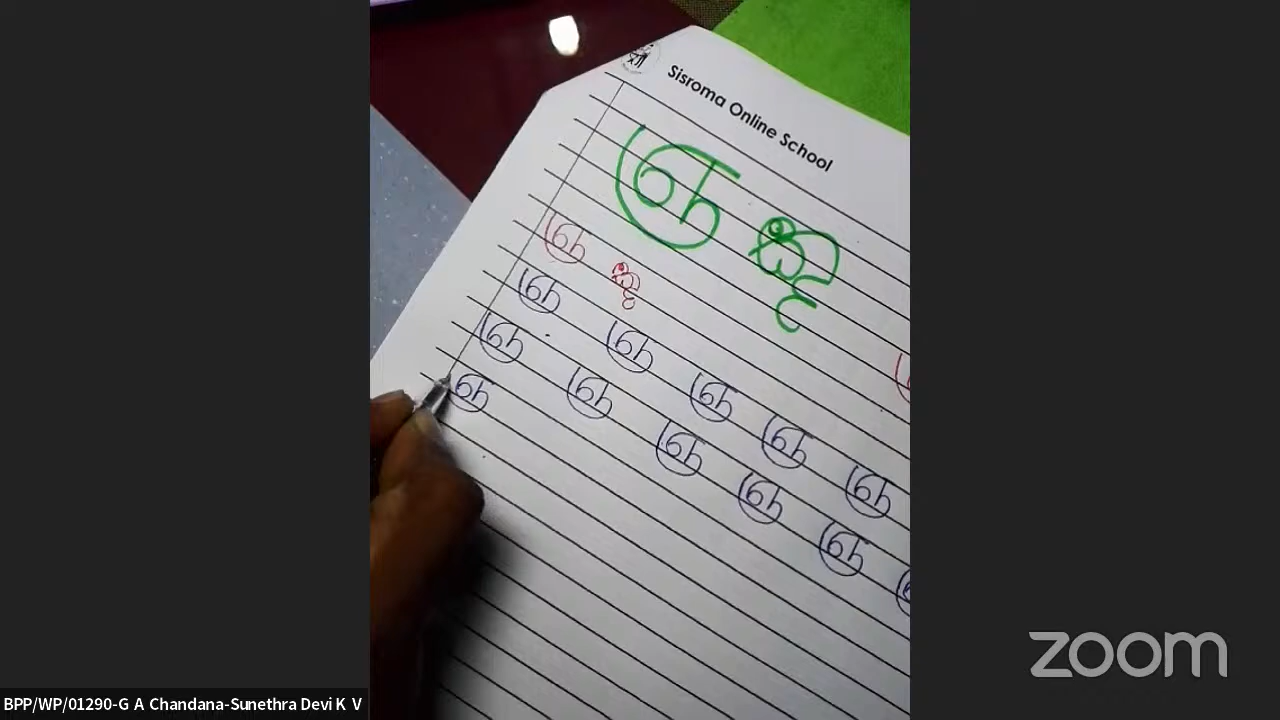 Sisroma Online School
ஞ ඤ
ஞ ඤ
ஞ ஞ ஞ ஞ ஞ
ஞ ஞ ஞ ஞ ஞ
ஞ
zoom
BPP/WP/01290-G A Chandana-Sunethra Devi K V